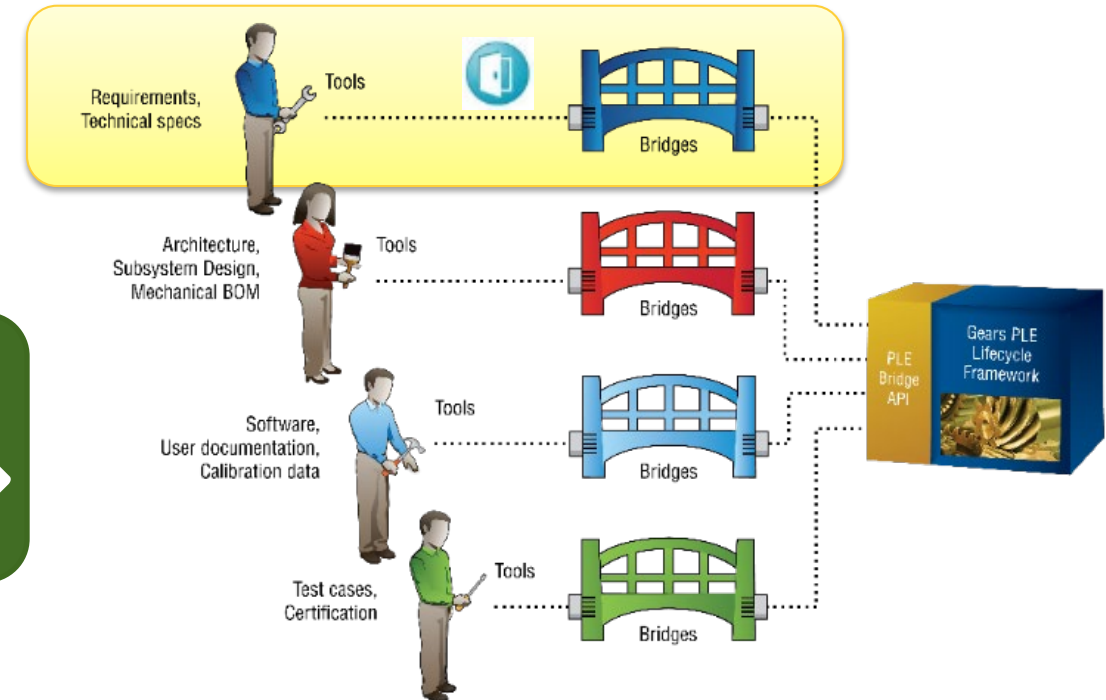 Requirements,
Technical specs
Tools
Bridges
Architecture,
Subsystem Design,
Mechanical BOM
Tools
Bridges
PLE
Bridge
API
Gears PLE
Lifecycle
Framework
Software,
User documentation,
Calibration data
Tools
Bridges
Test cases,
Certification
Tools
Bridges